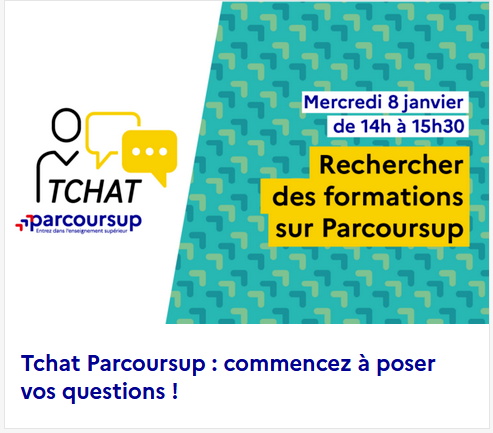 Mercredi 8 janvier
de 14h à 15h30
Rechercher
des formations
sur Parcoursup
TCHAT
parcoursup
Entrez dans l'enseignement supérieur
Tchat Parcoursup : commencez à poser
vos questions !